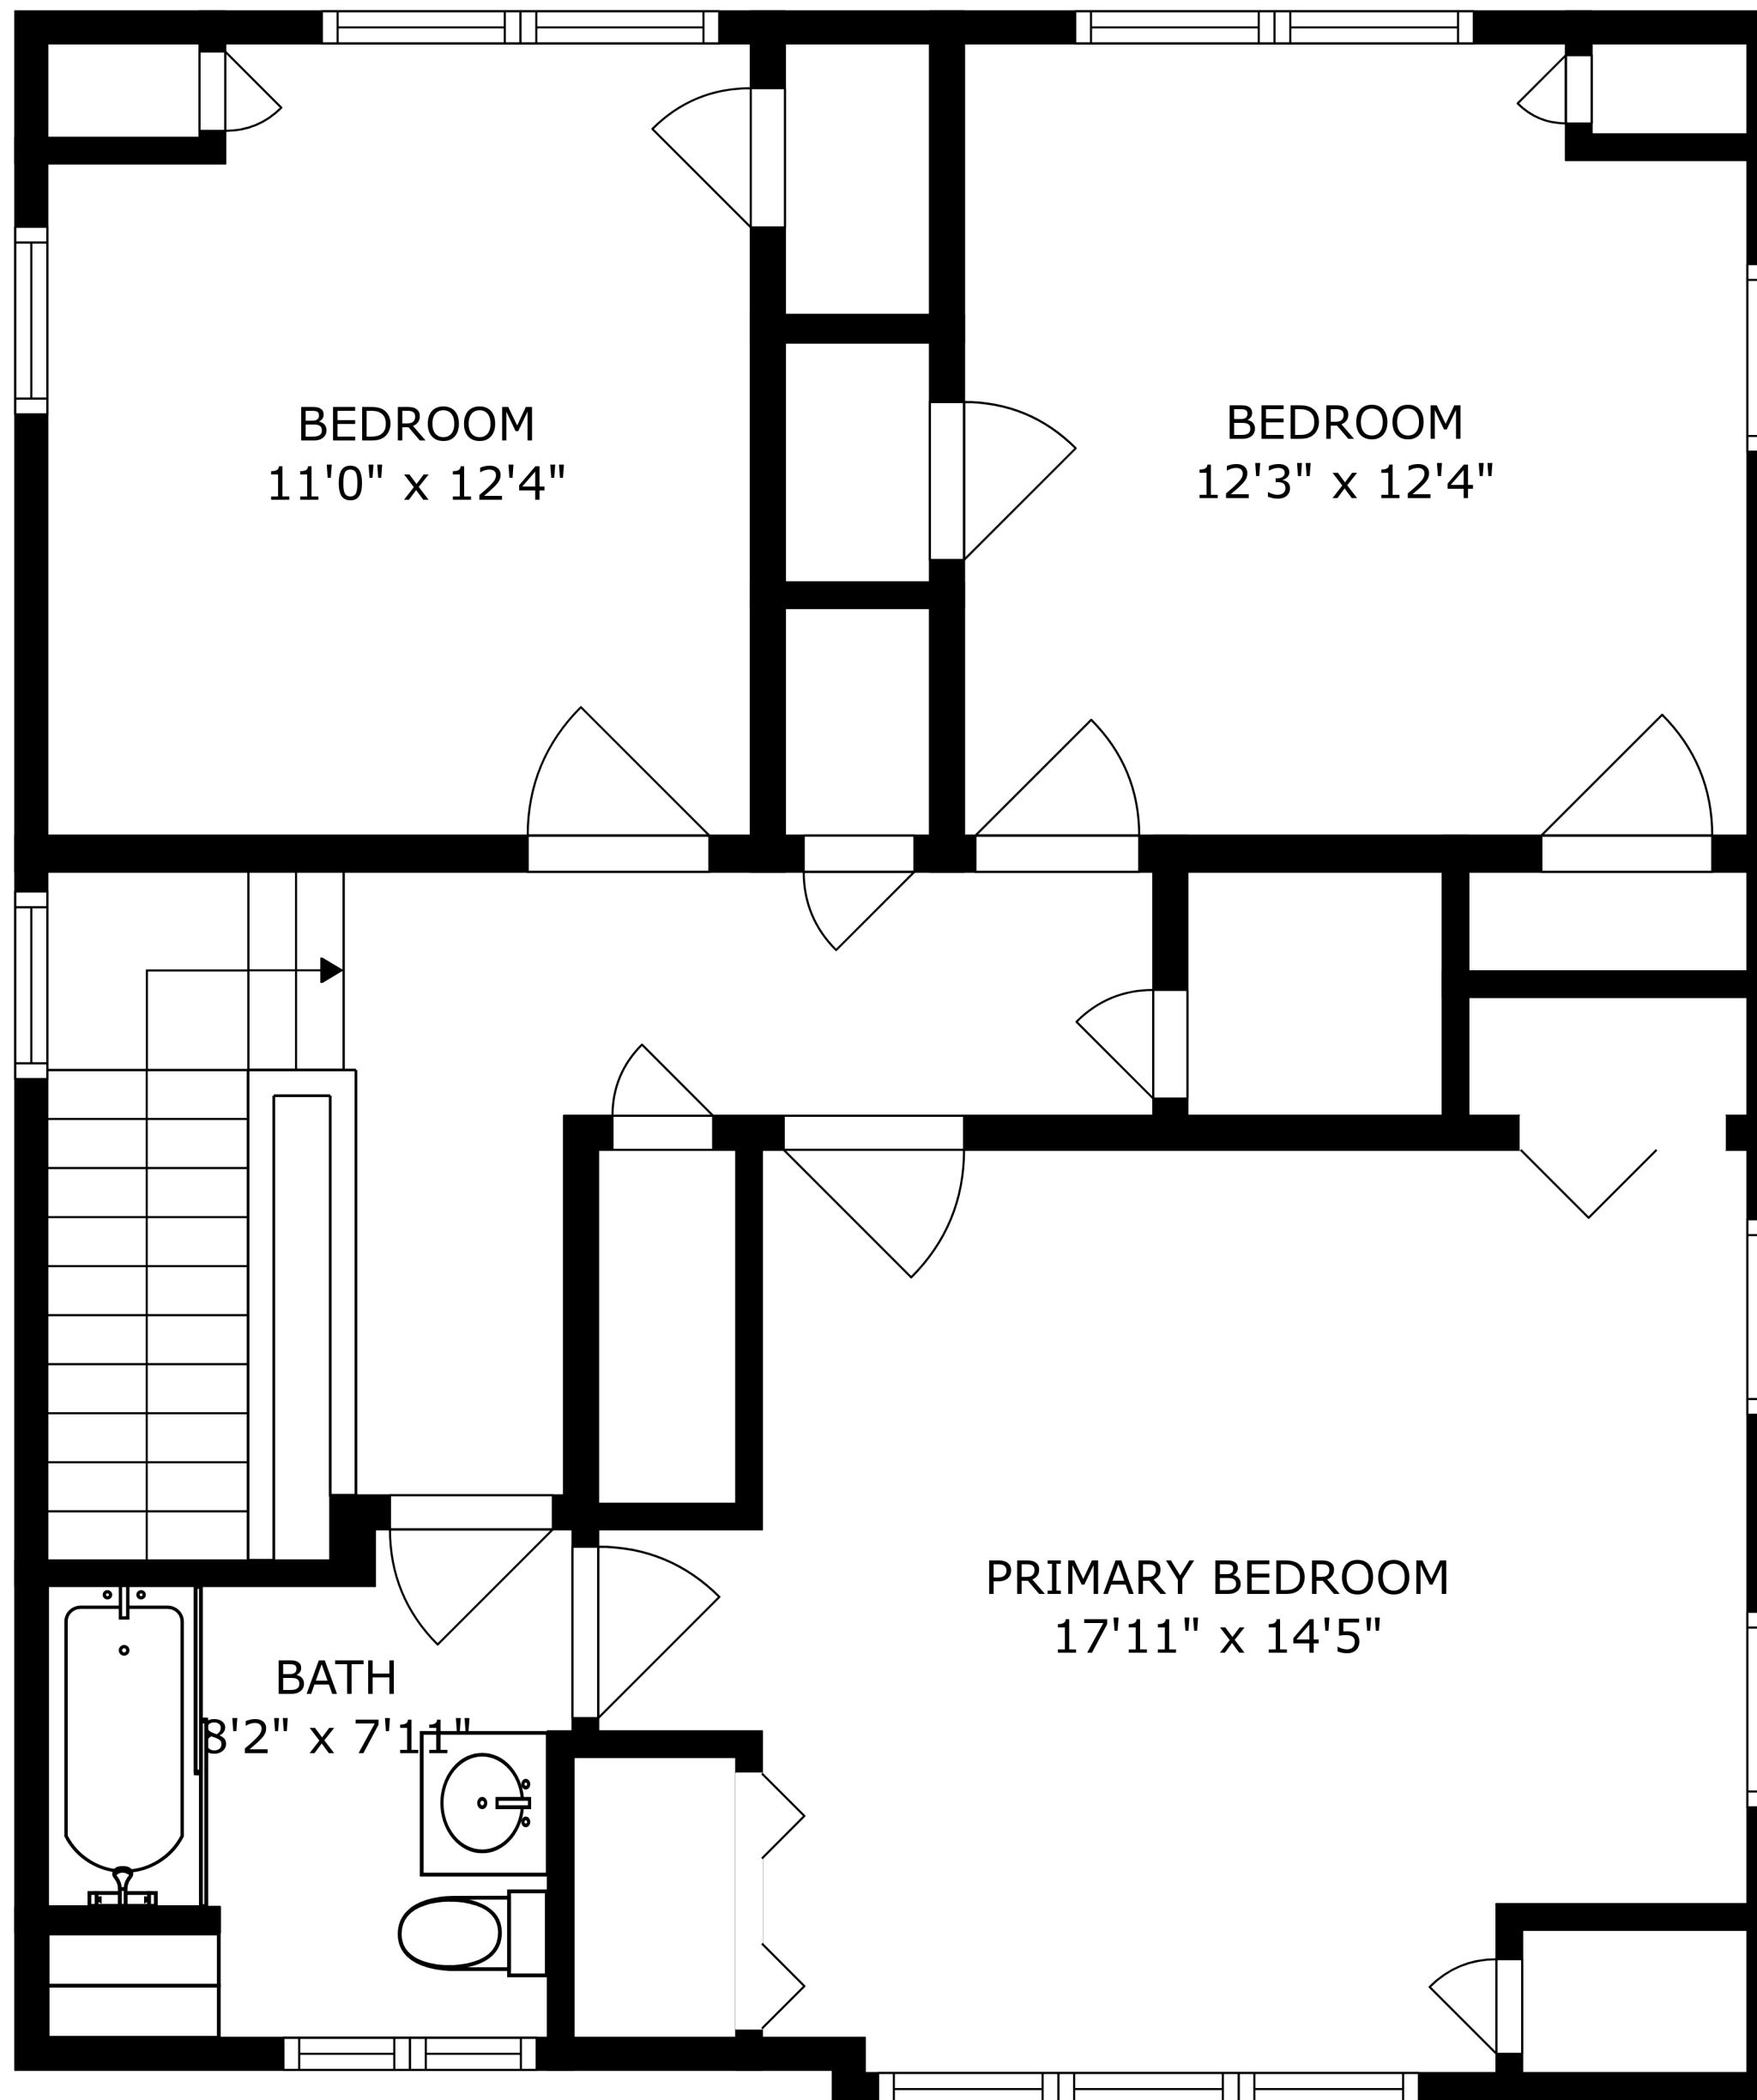 BEDROOM
11'0" x 12'4"
BEDROOM
12'3" x 12'4"
PRIMARY BEDROOM
17'11" x 14'5"
BATH
8'2" x 7'11"